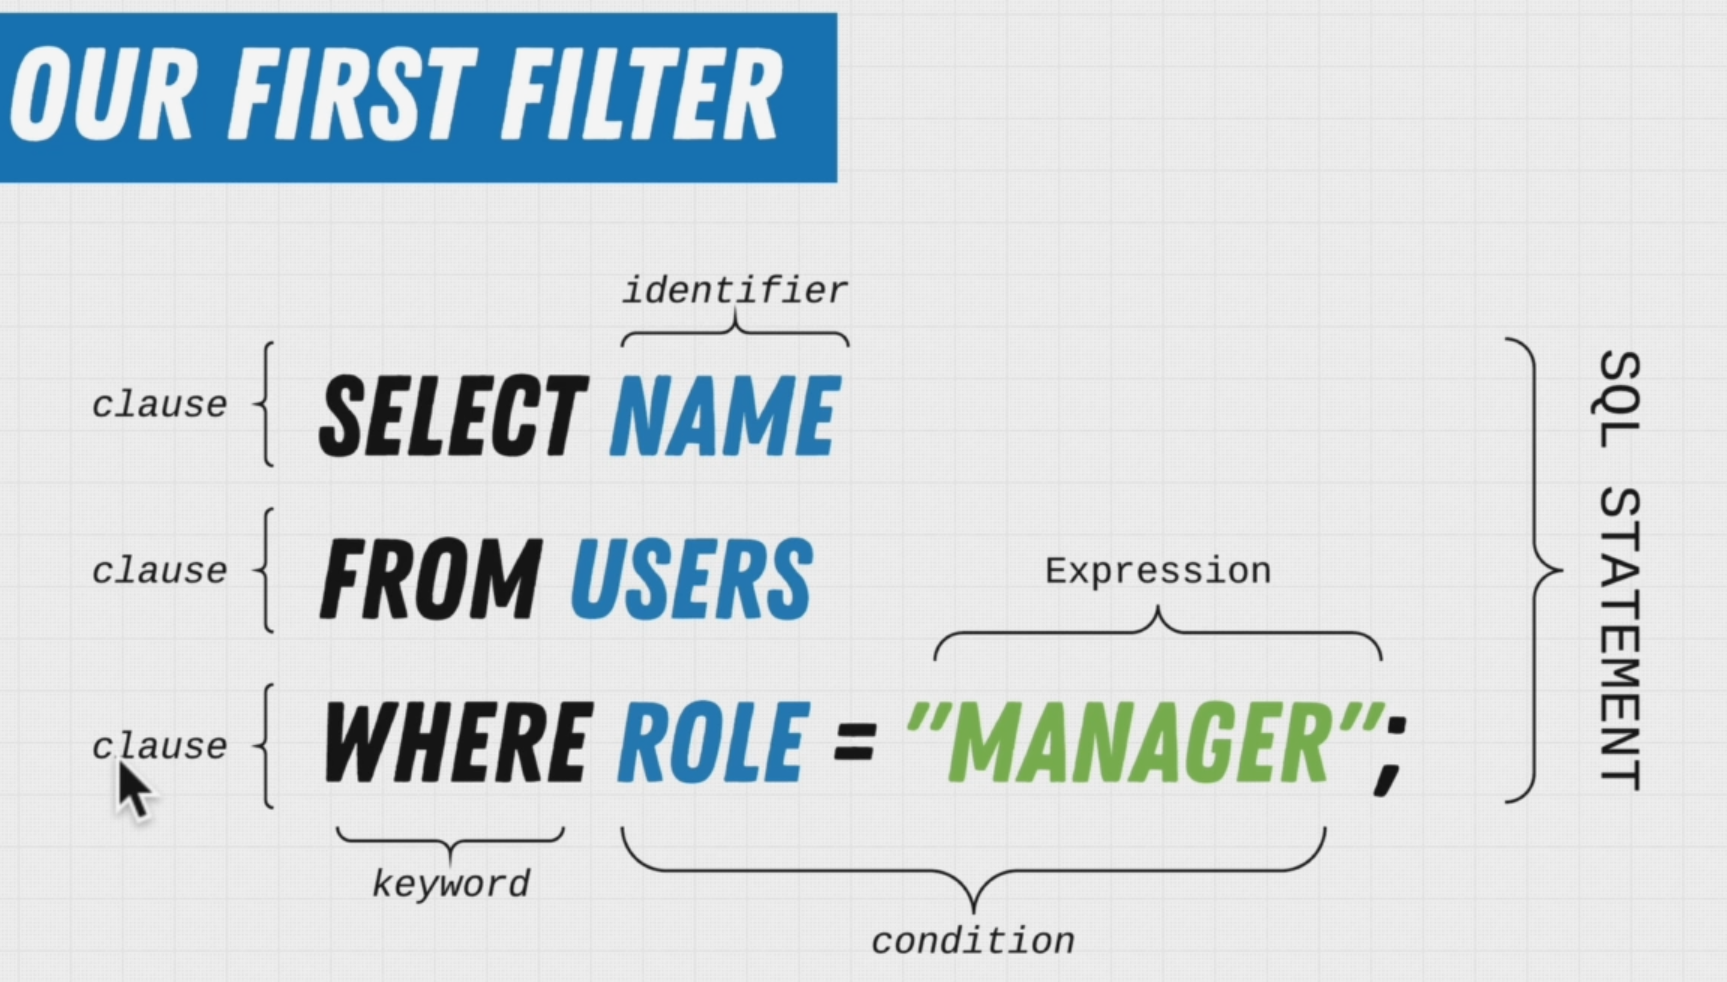 OUR FIRST FILTER
identifier
clause SELECT NAME
clause FROM USERS
Expression
clause WHERE ROLE = "MANAGER";
keyword
condition
SQL STATEMENT